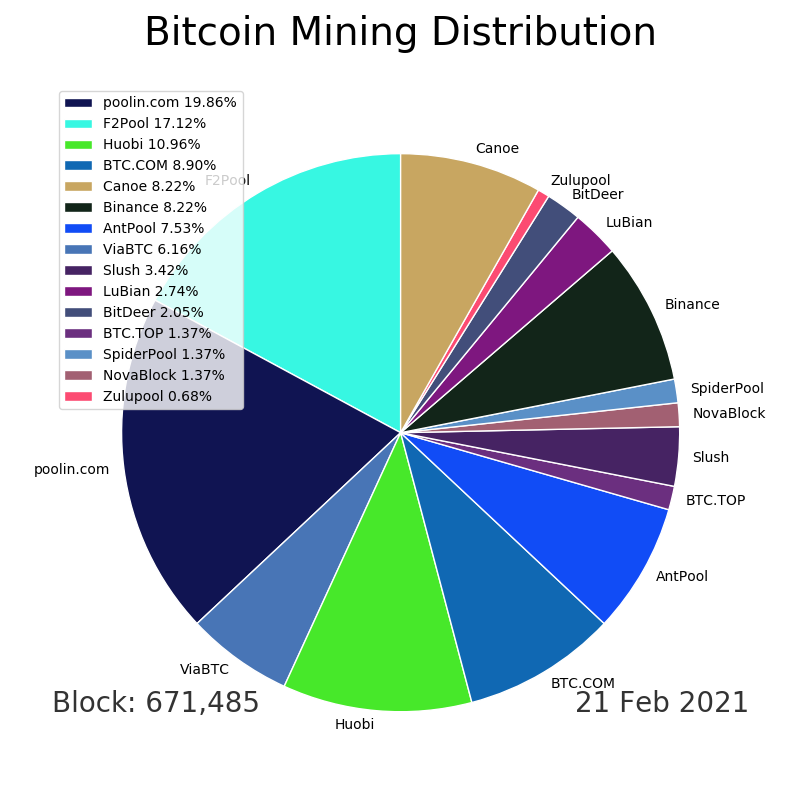 Bitcoin Mining Distribution
poolin.com 19.86%
F2Pool 17.12%
Huobi 10.96%
BTC.COM 8.90%
Canoe 8.22%
Binance 8.22%
AntPool 7.53%
ViaBTC 6.16%
Slush 3.42%
LuBian 2.74%
BitDeer 2.05%
BTC.TOP 1.37%
SpiderPool 1.37%
NovaBlock 1.37%
Zulupool 0.68%
Canoe
Zulupool
BitDeer
LuBian
Binance
SpiderPool
NovaBlock
Slush
BTC.TOP
AntPool
BTC.COM
Huobi
ViaBTC
poolin.com
F2Pool
Block: 671,485
21 Feb 2021